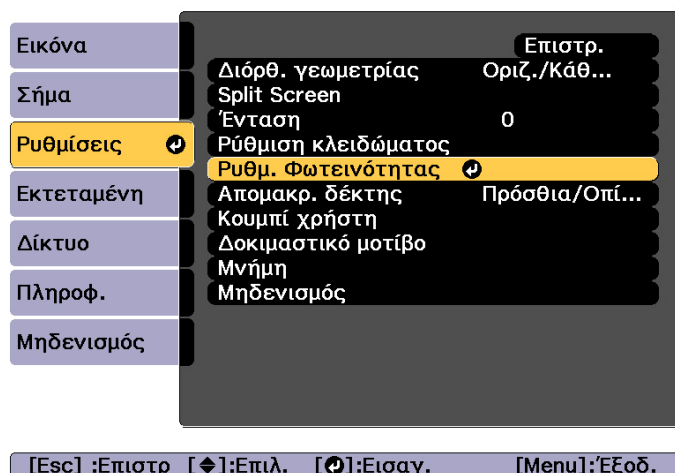 Εικόνα
Σήμα
Ρυθμίσεις
Εκτεταμένη
Δίκτυο
Πληροφ.
Μηδενισμός
Επιστρ.
Διόρθ. γεωμετρίας Οριζ./Κάθ...
Split Screen
Ένταση 0
Ρύθμιση κλειδώματος
Ρυθμ. Φωτεινότητας
Απομακρ. δέκτης Πρόσθια/Οπί...
Κουμπί χρήστη
Δοκιμαστικό μοτίβο
Μνήμη
Μηδενισμός
[Esc] :Επιστρ [◆]:Επιλ. [↵]:Εισαγ. [Menu]:Έξοδ.